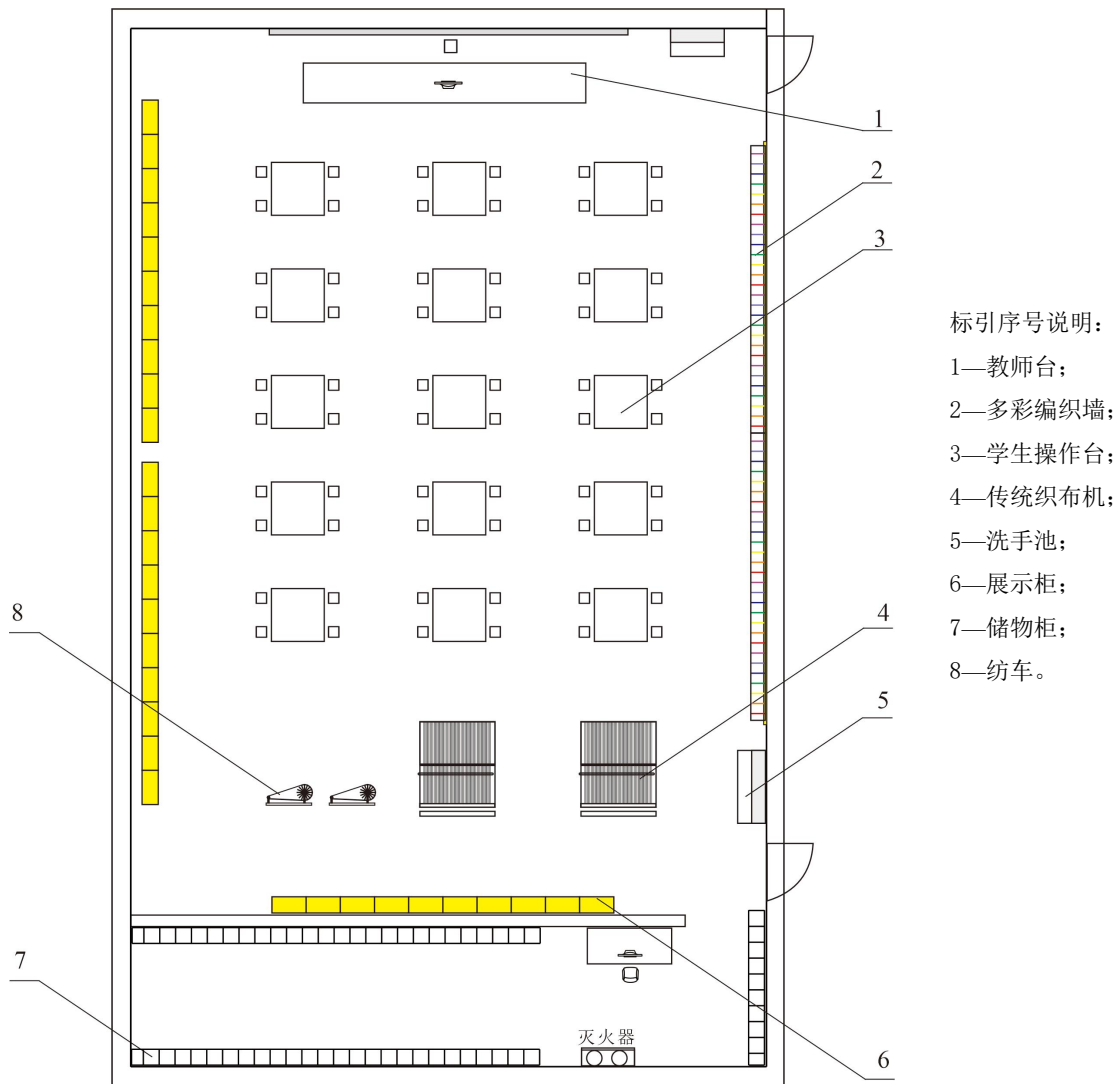 1
2
3
4
5
6
7
8
灭火器
标引序号说明：
1—教师台；
2—多彩编织墙；
3—学生操作台；
4—传统织布机；
5—洗手池；
6—展示柜；
7—储物柜；
8—纺车。